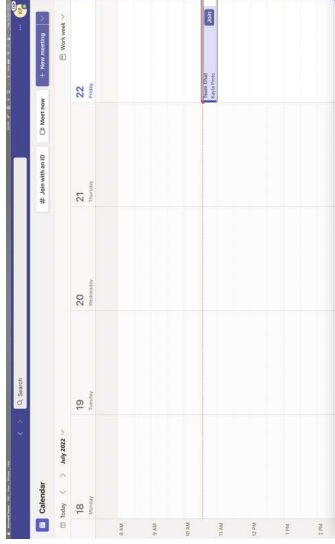 Search
Calendar
# Join with an ID
Meet now
+ New meeting
Today
July 2022
Work week
18
Monday
19
Tuesday
20
Wednesday
21
Thursday
22
Friday
8 AM
9 AM
10 AM
Team Chat
Kayla Pinto
Join
11 AM
12 PM
1 PM
2 PM